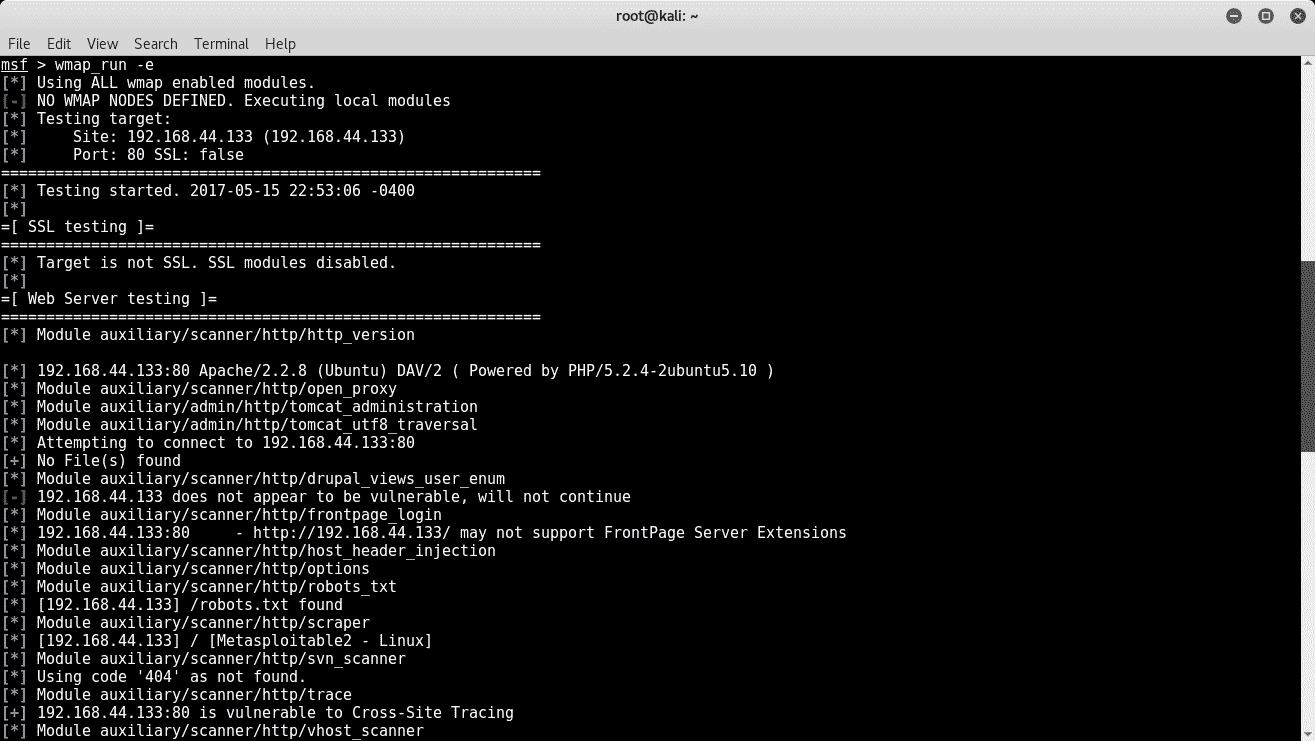 root@kali: ~
File Edit View Search Terminal Help
msf > wmap_run -e
[*] Using ALL wmap enabled modules.
[-] NO WMAP NODES DEFINED. Executing local modules
[*] Testing target:
[*]     Site: 192.168.44.133 (192.168.44.133)
[*]     Port: 80 SSL: false
============================================================
[*] Testing started. 2017-05-15 22:53:06 -0400
[*]
=[ SSL testing ]=
============================================================
[*] Target is not SSL. SSL modules disabled.
[*]
=[ Web Server testing ]=
============================================================
[*] Module auxiliary/scanner/http/http_version
[*] 192.168.44.133:80 Apache/2.2.8 (Ubuntu) DAV/2 ( Powered by PHP/5.2.4-2ubuntu5.10 )
[*] Module auxiliary/scanner/http/open_proxy
[*] Module auxiliary/admin/http/tomcat_administration
[*] Module auxiliary/admin/http/tomcat_utf8_traversal
[*] Attempting to connect to 192.168.44.133:80
[+] No File(s) found
[*] Module auxiliary/scanner/http/drupal_views_user_enum
[-] 192.168.44.133 does not appear to be vulnerable, will not continue
[*] Module auxiliary/scanner/http/frontpage_login
[*] 192.168.44.133:80     - http://192.168.44.133/ may not support FrontPage Server Extensions
[*] Module auxiliary/scanner/http/host_header_injection
[*] Module auxiliary/scanner/http/options
[*] Module auxiliary/scanner/http/robots_txt
[*] [192.168.44.133] /robots.txt found
[*] Module auxiliary/scanner/http/scraper
[*] [192.168.44.133] / [Metasploitable2 - Linux]
[*] Module auxiliary/scanner/http/svn_scanner
[*] Using code '404' as not found.
[*] Module auxiliary/scanner/http/trace
[+] 192.168.44.133:80 is vulnerable to Cross-Site Tracing
[*] Module auxiliary/scanner/http/vhost_scanner